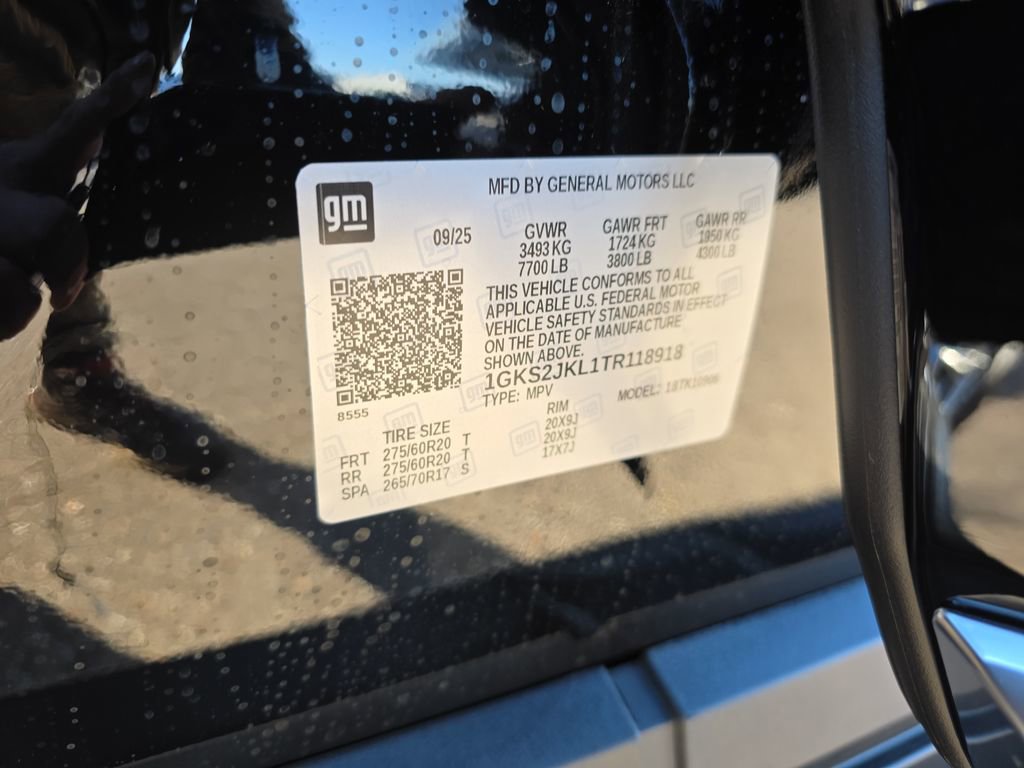 gm
MFD BY GENERAL MOTORS LLC
09/25
GVWR GAWR FRT GAWR RR
3493 KG 1724 KG 1950 KG
7700 LB 3800 LB 4300 LB
THIS VEHICLE CONFORMS TO ALL
APPLICABLE U.S. FEDERAL MOTOR
VEHICLE SAFETY STANDARDS IN EFFECT
ON THE DATE OF MANUFACTURE
SHOWN ABOVE.
1GKS2JKL1TR118918
TYPE: MPV MODEL:
8555
TIRE SIZE RIM
FRT 275/60R20 T 20X9J
RR 275/60R20 T 20X9J
SPA 265/70R17 S 17X7J